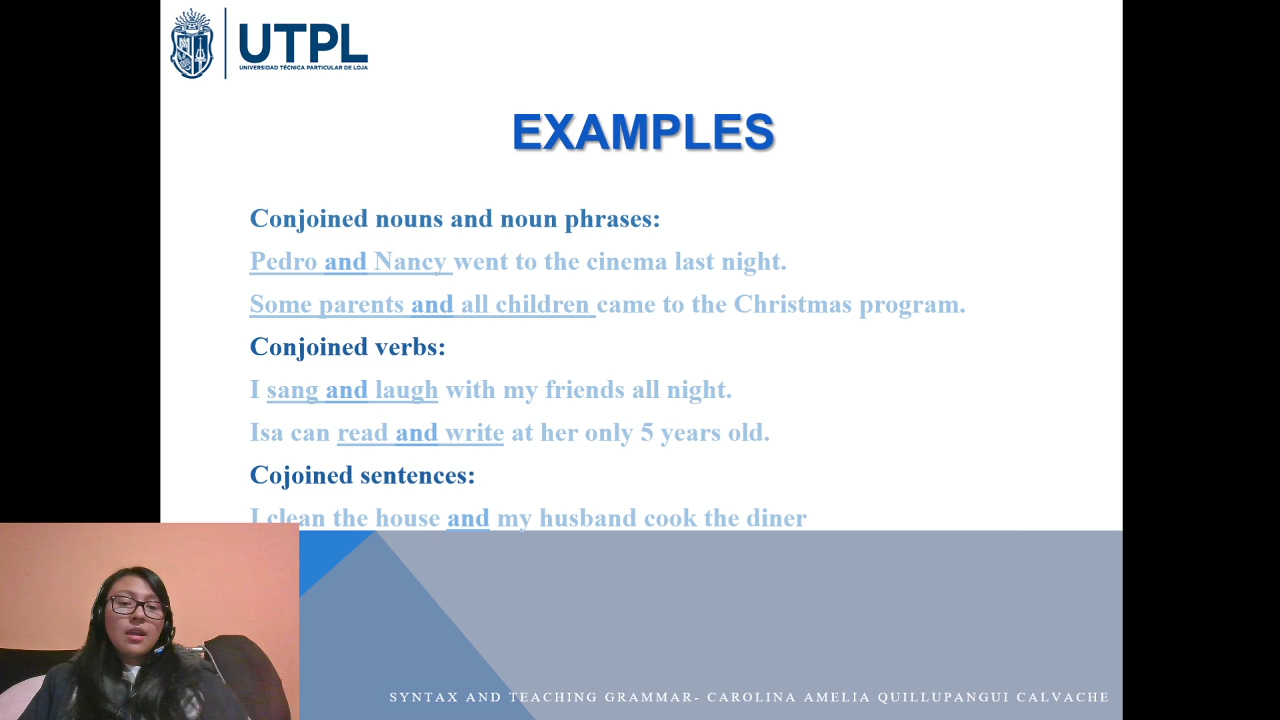 UTPL
UNIVERSIDAD TÉCNICA PARTICULAR DE LOJA
EXAMPLES
Conjoined nouns and noun phrases:
Pedro and Nancy went to the cinema last night.
Some parents and all children came to the Christmas program.
Conjoined verbs:
I sang and laugh with my friends all night.
Isa can read and write at her only 5 years old.
Cojoined sentences:
I clean the house and my husband cook the diner
SYNTAX AND TEACHING GRAMMAR- CAROLINA AMELIA QUILLUPANGUI CALVACHE